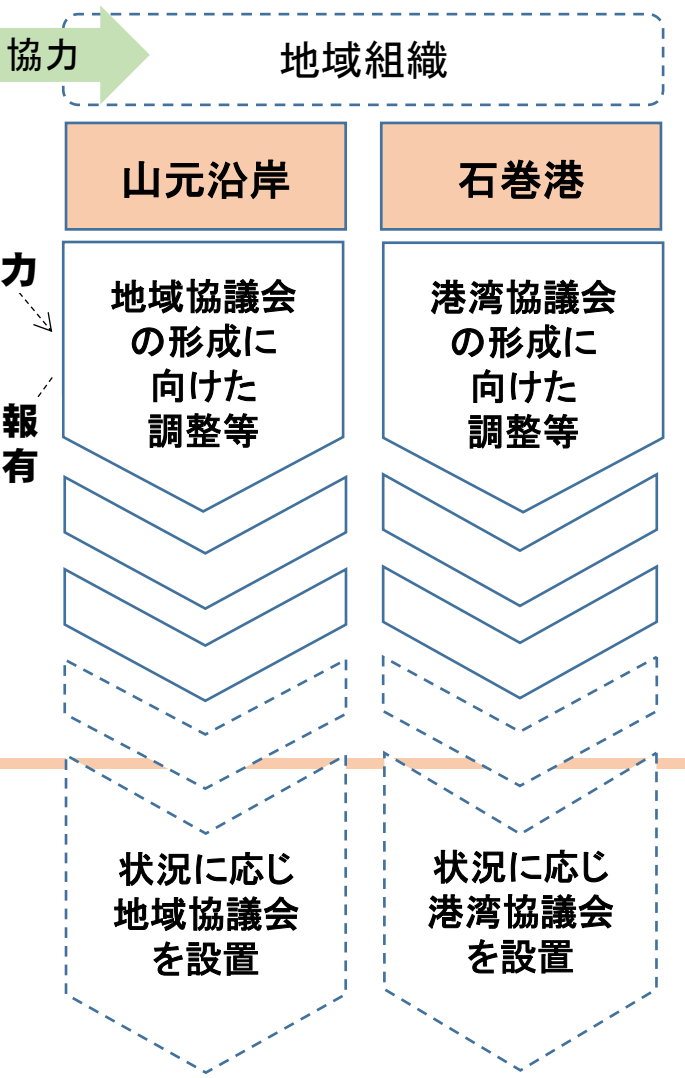 協力
地域組織
山元沿岸
石巻港
力
報
有
地域協議会
の形成に
向けた
調整等
港湾協議会
の形成に
向けた
調整等
状況に応じ
地域協議会
を設置
状況に応じ
港湾協議会
を設置